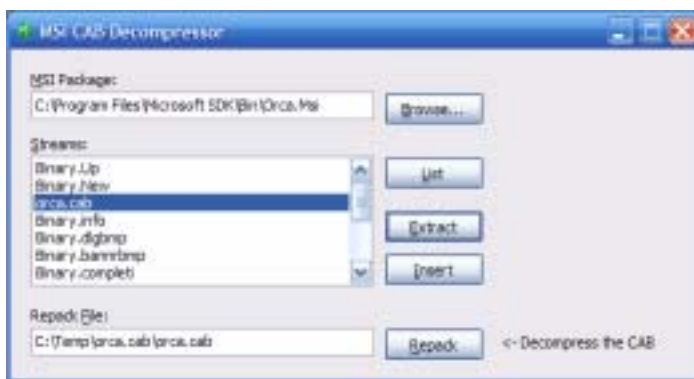 MSI CAB Decompressor
MSI Package:
C:\Program Files\Microsoft SDK\Bin\Orca.Msi
Browse...
Streams:
Binary.Up
Binary.New
orca.cab
Binary.info
Binary.dlgbmp
Binary.bannrbmp
Binary.completi
List
Extract
Insert
Repack File:
C:\Temp\orca.cab\orca.cab
Repack
<- Decompress the CAB